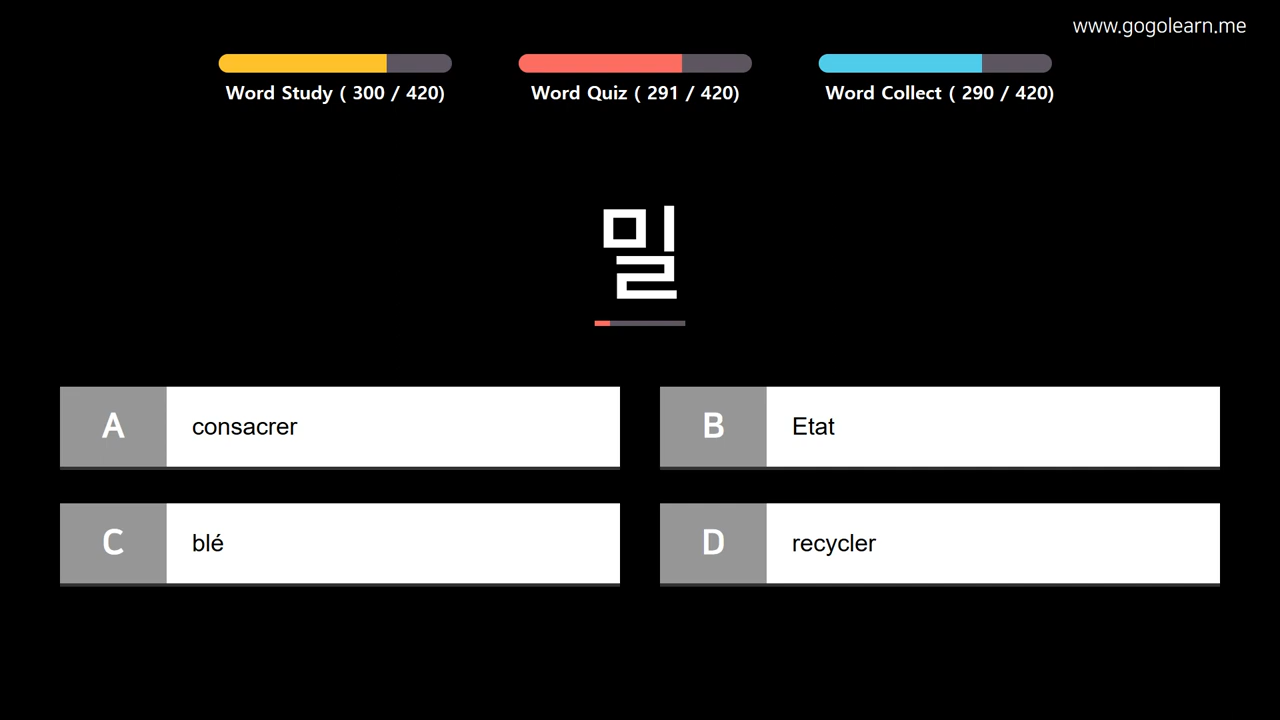 www.gogolearn.me
Word Study ( 300 / 420)
Word Quiz ( 291 / 420)
Word Collect ( 290 / 420)
밀
A consacrer
B Etat
C blé
D recycler